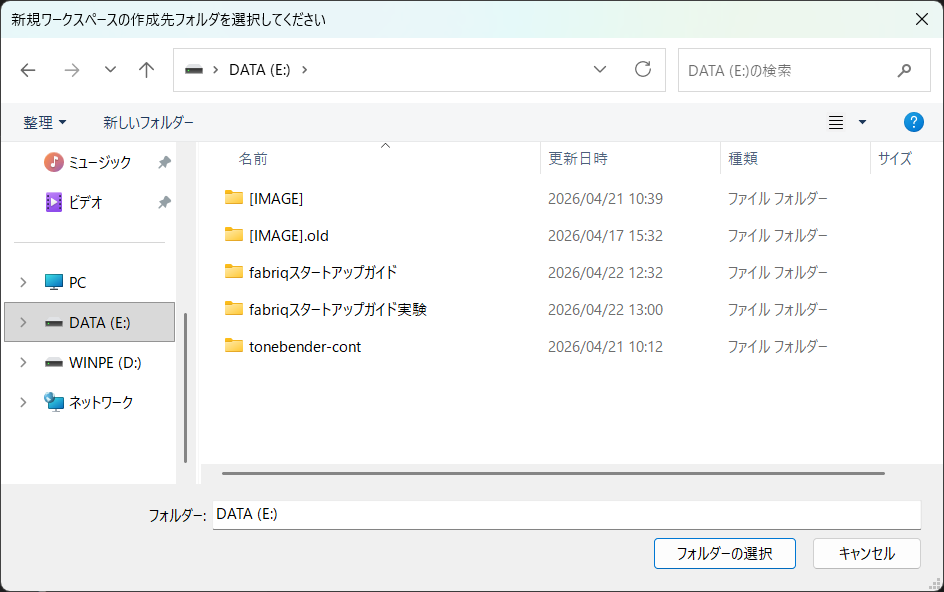 新規ワークスペースの作成先フォルダを選択してください
DATA (E:)
DATA (E:)の検索
整理
新しいフォルダー
?
ミュージック
ビデオ
PC
DATA (E:)
WINPE (D:)
ネットワーク
名前 更新日時 種類 サイズ
[IMAGE] 2026/04/21 10:39 ファイル フォルダー
[IMAGE].old 2026/04/17 15:32 ファイル フォルダー
fabriqスタートアップガイド 2026/04/22 12:32 ファイル フォルダー
fabriqスタートアップガイド実験 2026/04/22 13:00 ファイル フォルダー
tonebender-cont 2026/04/21 10:12 ファイル フォルダー
フォルダー: DATA (E:)
フォルダーの選択 キャンセル